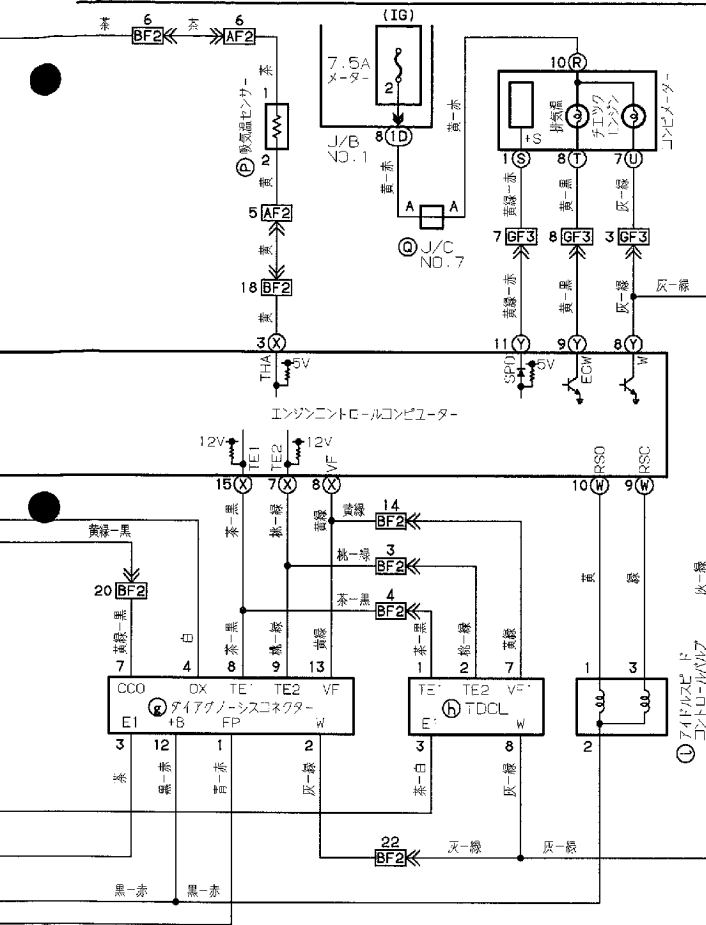 (IG)
6
6
茶
BF2
茶
AF2
7.5A
メーター
2
茶
1
吸気温センサー
P
2
8
1D
J/B
NO.1
黄-赤
黄-赤
A
A
Q
J/C
NO.7
10
R
コンビメーター
排気温
チエック
エンジン
+S
1
S
8
T
7
U
黄緑-赤
黄-黒
灰-緑
7
GF3
8
GF3
3
GF3
黄緑-赤
黄-黒
灰-緑
灰-緑
黄
5
AF2
黄
18
BF2
黄
3
X
11
Y
9
Y
8
Y
THA
5V
SPD
5V
EGW
W
エンジンコントロールコンピューター
12V
TE1
TE2
12V
VF
RSO
RSC
15
X
7
X
8
X
10
W
9
W
茶-黒
桃-緑
黄緑
黄緑
14
BF2
桃-緑
3
BF2
茶-黒
4
BF2
黄緑-黒
20
BF2
黄緑-黒
白
茶-黒
桃-緑
黄緑
茶-黒
桃-緑
黄緑
黄
緑
灰-緑
7
4
8
9
13
CCO
OX
TE1
TE2
VF
g
ダイアグノーシスコネクター
E1
+B
FP
W
3
12
1
2
茶
黒-赤
青-赤
灰-緑
1
2
7
TE1
TE2
VF1
h
TDCL
E1
W
3
8
茶-白
灰-緑
1
3
2
アイドルスピード
コントロールバルブ
22
BF2
灰-緑
灰-緑
黒-赤
黒-赤